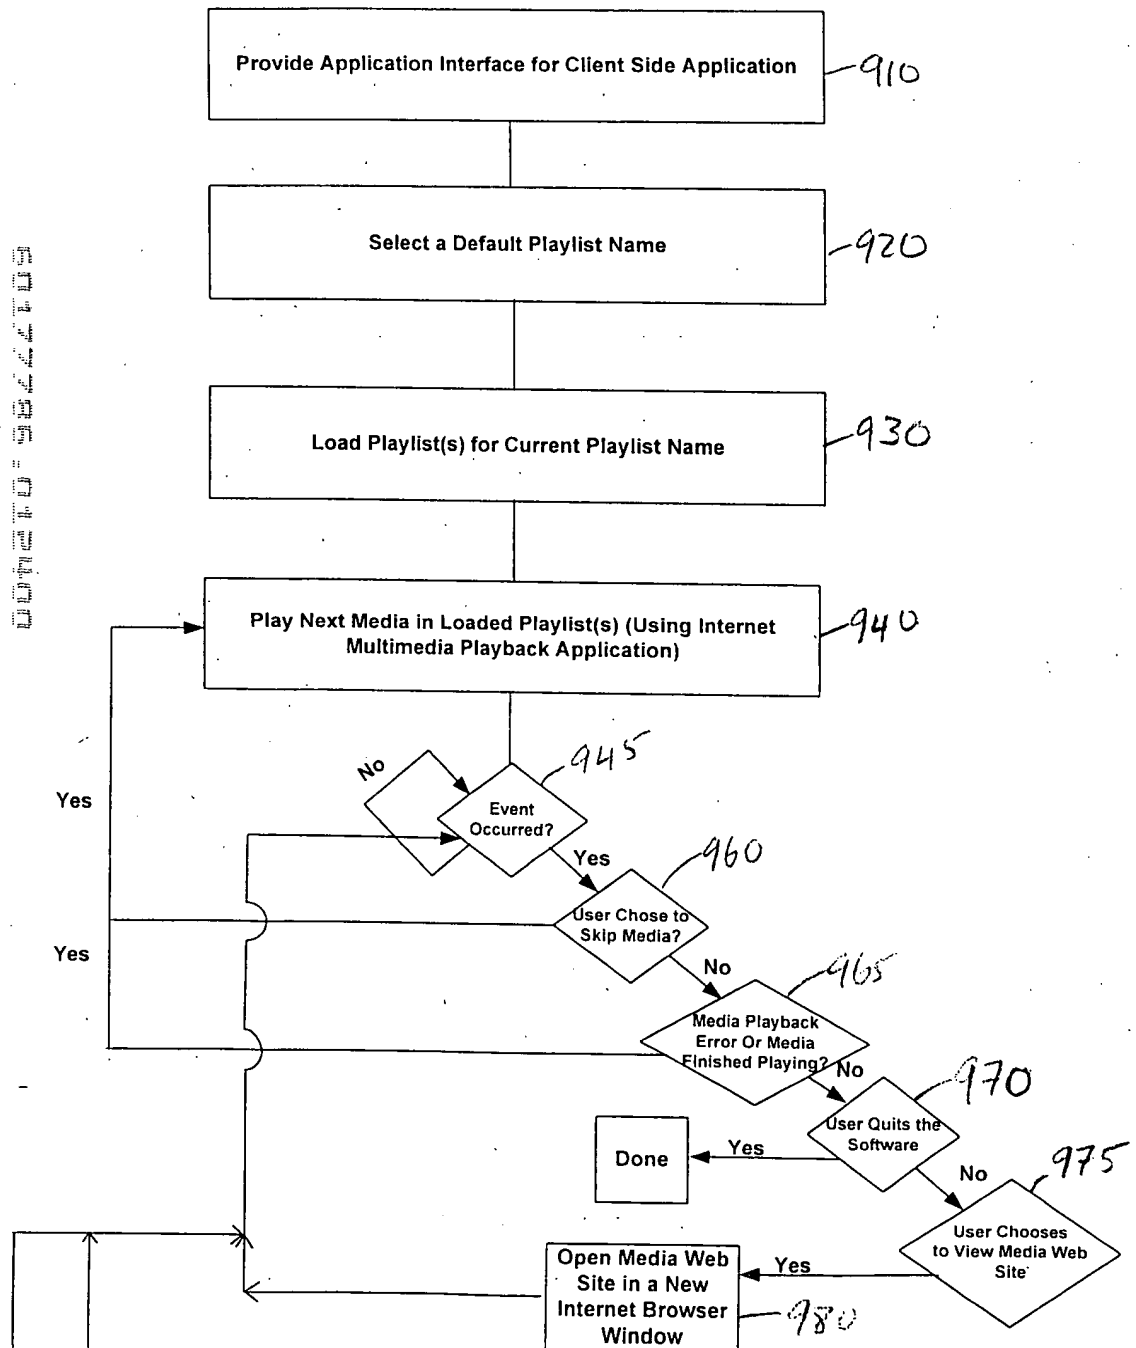 Provide Application Interface for Client Side Application
910
Select a Default Playlist Name
920
Load Playlist(s) for Current Playlist Name
930
Play Next Media in Loaded Playlist(s) (Using Internet
Multimedia Playback Application)
940
945
No
Yes
Event
Occurred?
Yes
960
User Chose to
Skip Media?
Yes
No
965
Media Playback
Error Or Media
Finished Playing?
No
970
User Quits the
Software
Yes
Done
No
975
User Chooses
to View Media Web
Site
Yes
Open Media Web
Site in a New
Internet Browser
Window
980